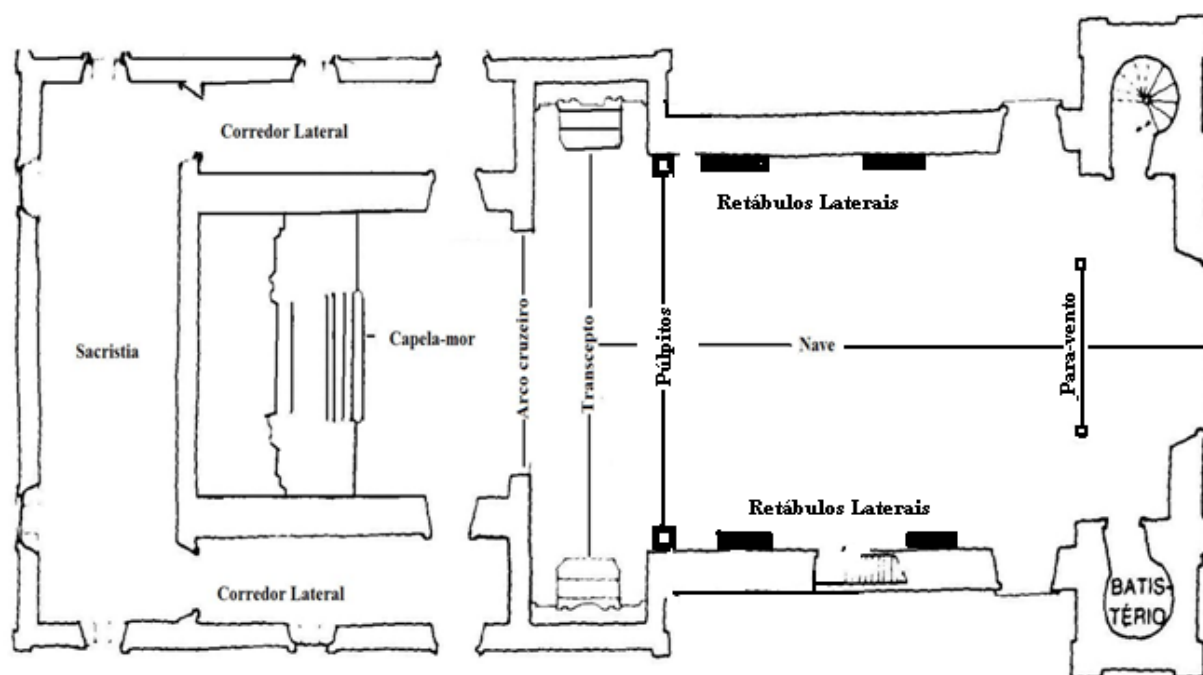 Corredor Lateral
Retábulos Laterais
Sacristia
Capela-mor
Arco cruzeiro
Transcepto
Púlpitos
Nave
Para-vento
Retábulos Laterais
Corredor Lateral
BATIS-
TÉRIO